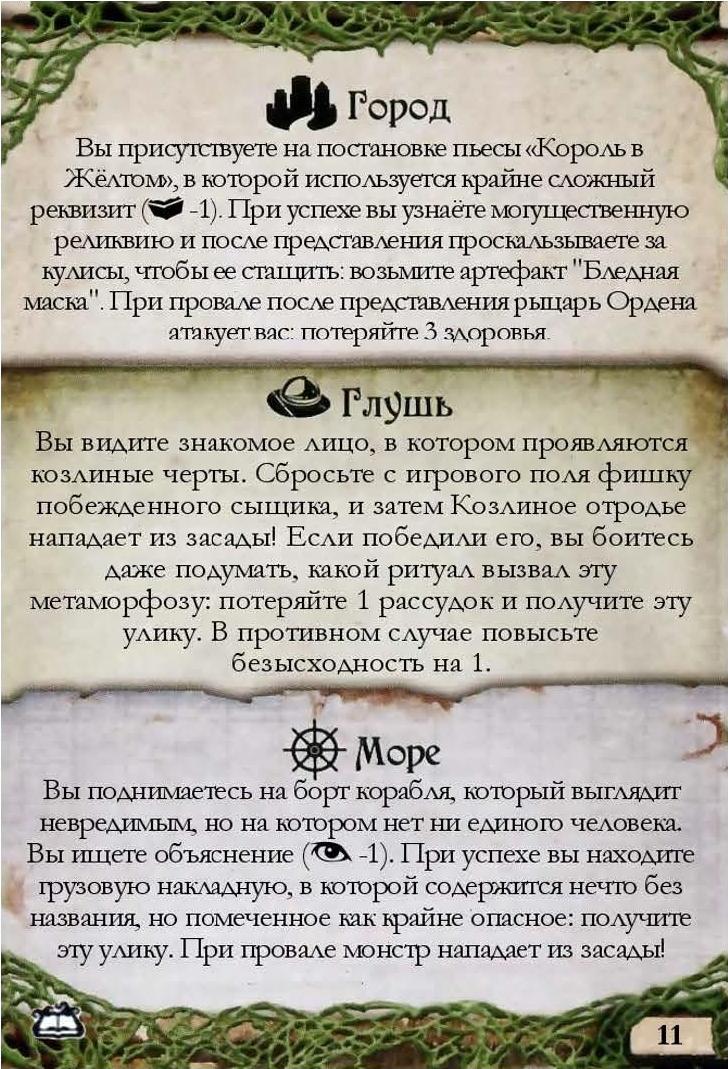 Город
Вы присутствуете на постановке пьесы «Король в
Жёлтом», в которой используется крайне сложный
реквизит ( -1). При успехе вы узнаёте могущественную
реликвию и после представления проскальзываете за
кулисы, чтобы ее стащить: возьмите артефакт "Бледная
маска". При провале после представления рыцарь Ордена
атакует вас: потеряйте 3 здоровья.
Глушь
Вы видите знакомое лицо, в котором проявляются
козлиные черты. Сбросьте с игрового поля фишку
побежденного сыщика, и затем Козлиное отродье
нападает из засады! Если победили его, вы боитесь
даже подумать, какой ритуал вызвал эту
метаморфозу: потеряйте 1 рассудок и получите эту
улику. В противном случае повысьте
безысходность на 1.
Море
Вы поднимаетесь на борт корабля, который выглядит
невредимым, но на котором нет ни единого человека.
Вы ищете объяснение ( -1). При успехе вы находите
грузовую накладную, в которой содержится нечто без
названия, но помеченное как крайне опасное: получите
эту улику. При провале монстр нападает из засады!
11